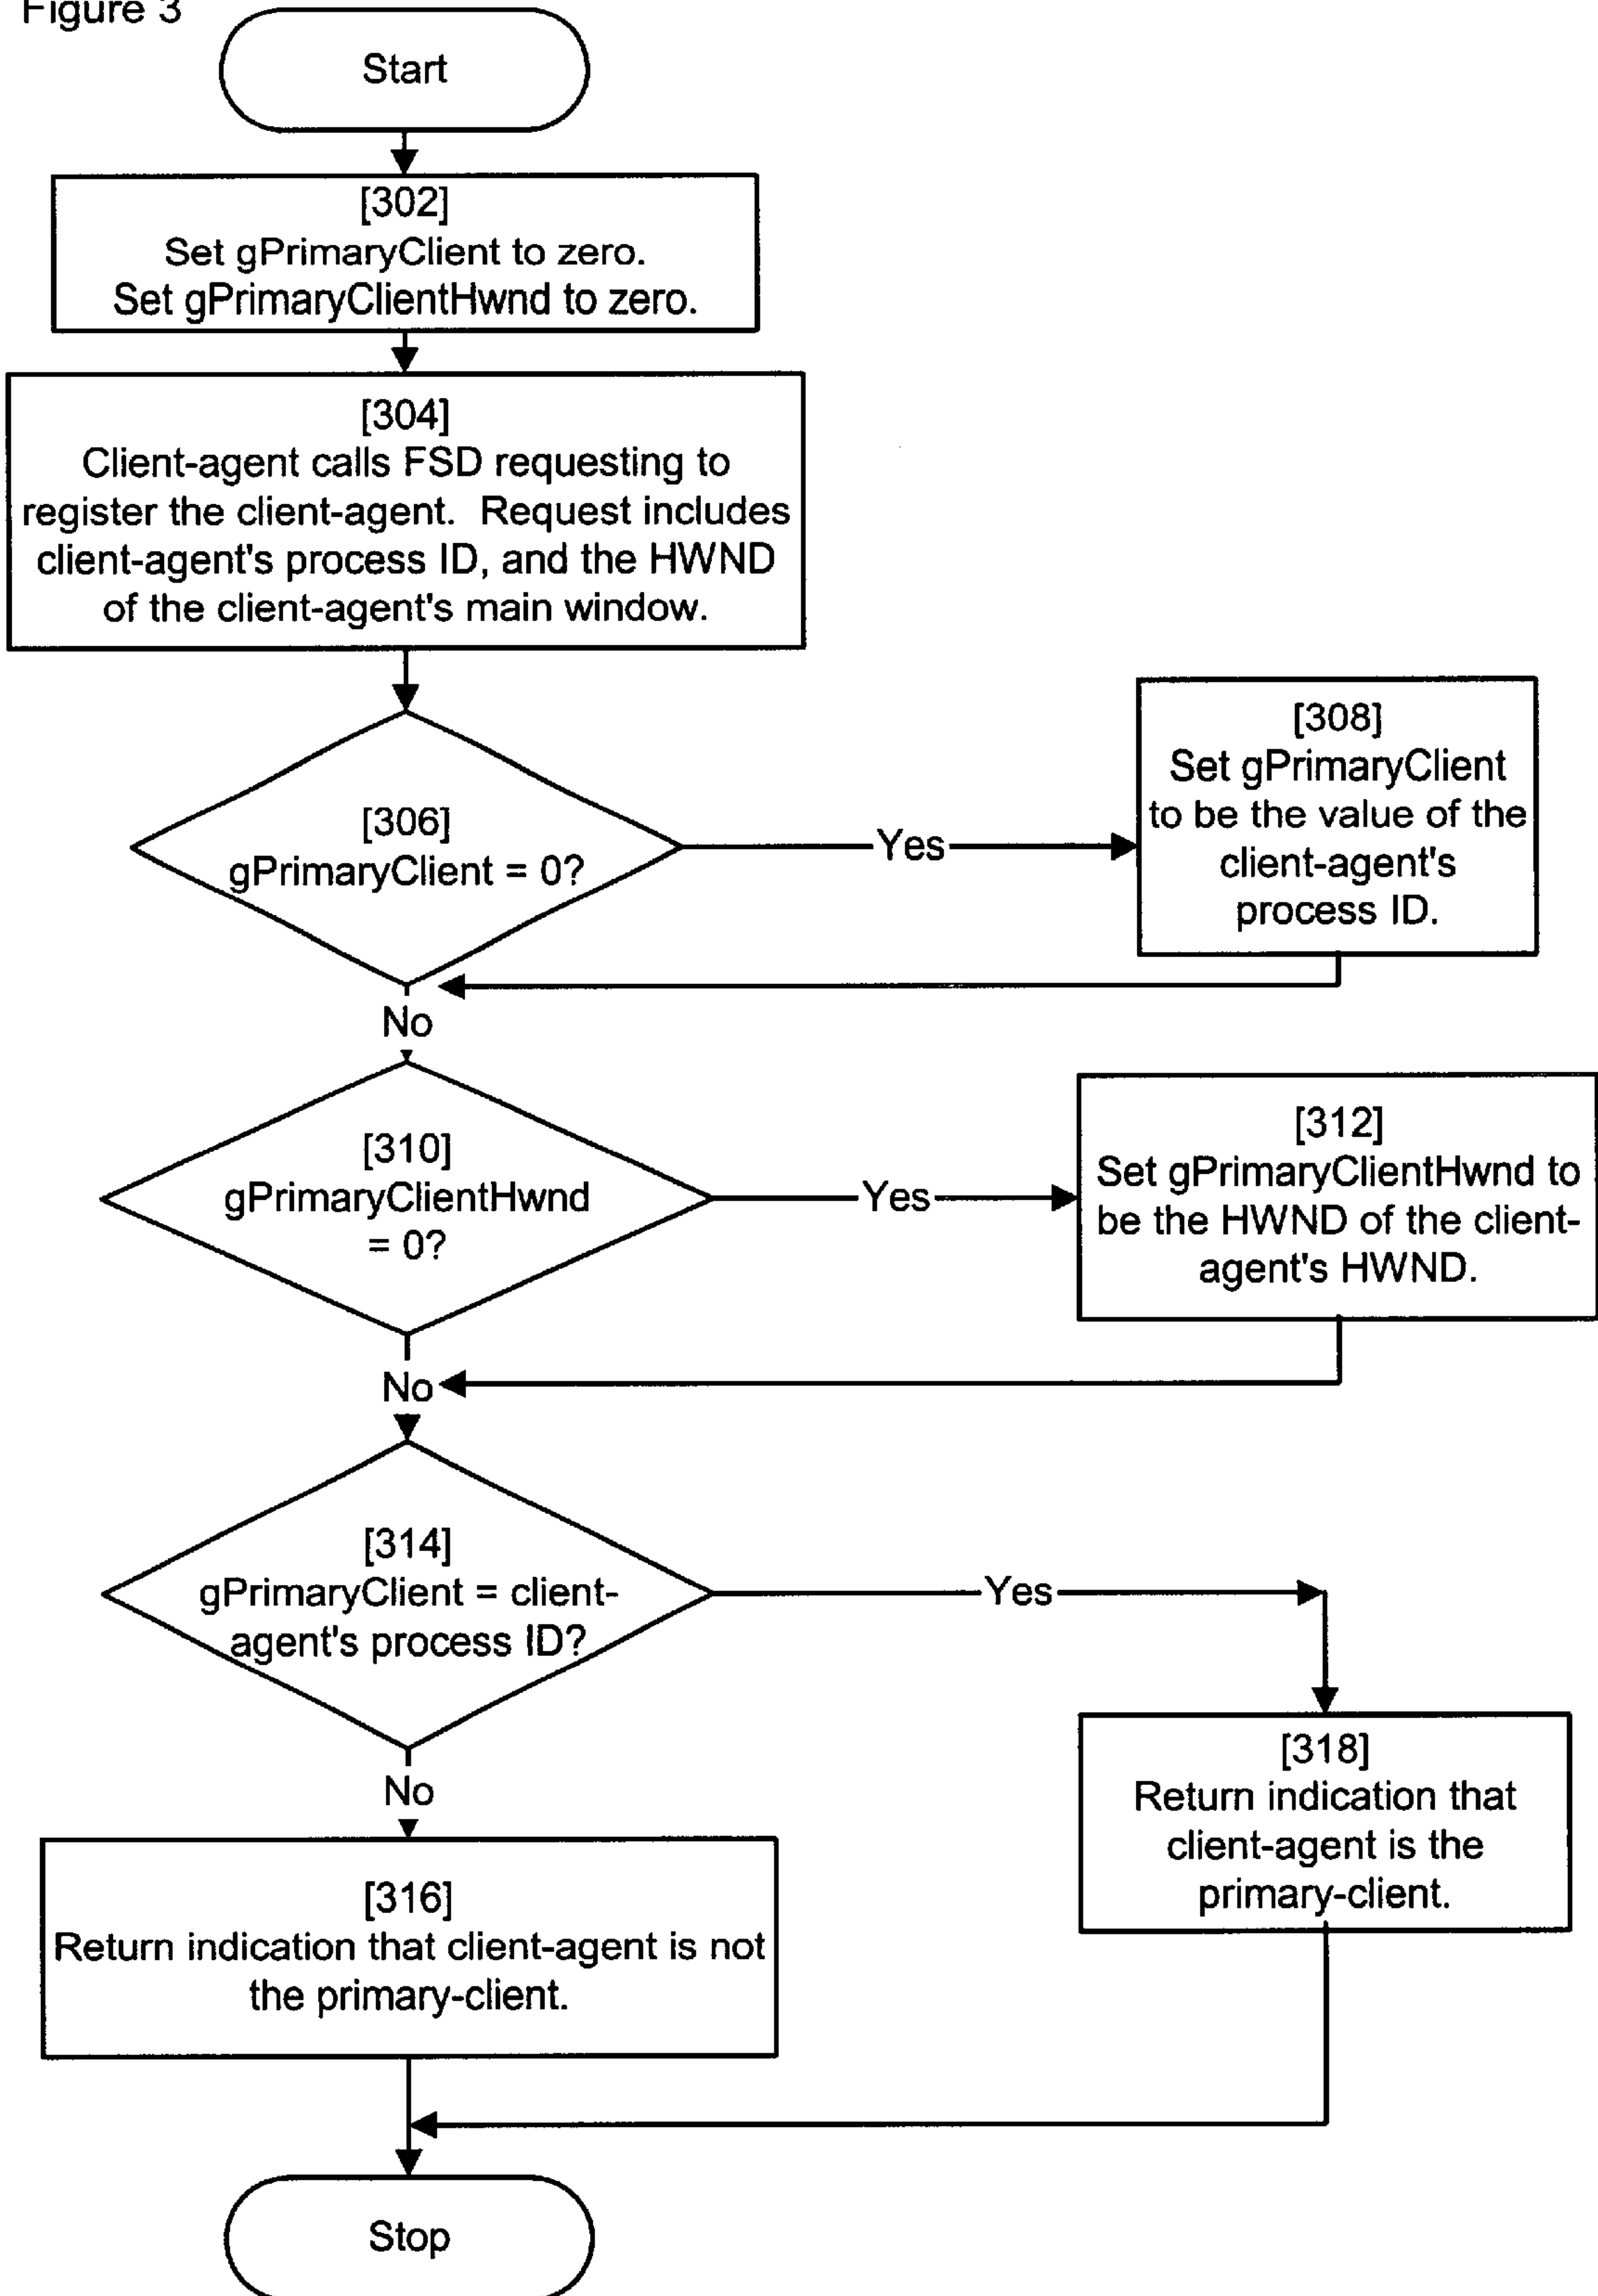 Figure 3
Start
[302]
Set gPrimaryClient to zero.
Set gPrimaryClientHwnd to zero.
[304]
Client-agent calls FSD requesting to
register the client-agent.  Request includes
client-agent's process ID, and the HWND
of the client-agent's main window.
[306]
gPrimaryClient = 0?
Yes
[308]
Set gPrimaryClient
to be the value of the
client-agent's
process ID.
No
[310]
gPrimaryClientHwnd
= 0?
Yes
[312]
Set gPrimaryClientHwnd to
be the HWND of the client-
agent's HWND.
No
[314]
gPrimaryClient = client-
agent's process ID?
Yes
[318]
Return indication that
client-agent is the
primary-client.
No
[316]
Return indication that client-agent is not
the primary-client.
Stop